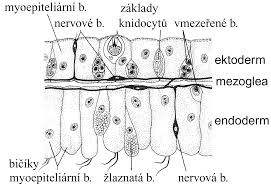 myoepiteliární b.
základy
nervové b.
knidocytů
vmezeřené b.
ektoderm
mezoglea
endoderm
bičíky
myoepiteliární b.
žlaznatá b.
nervová b.